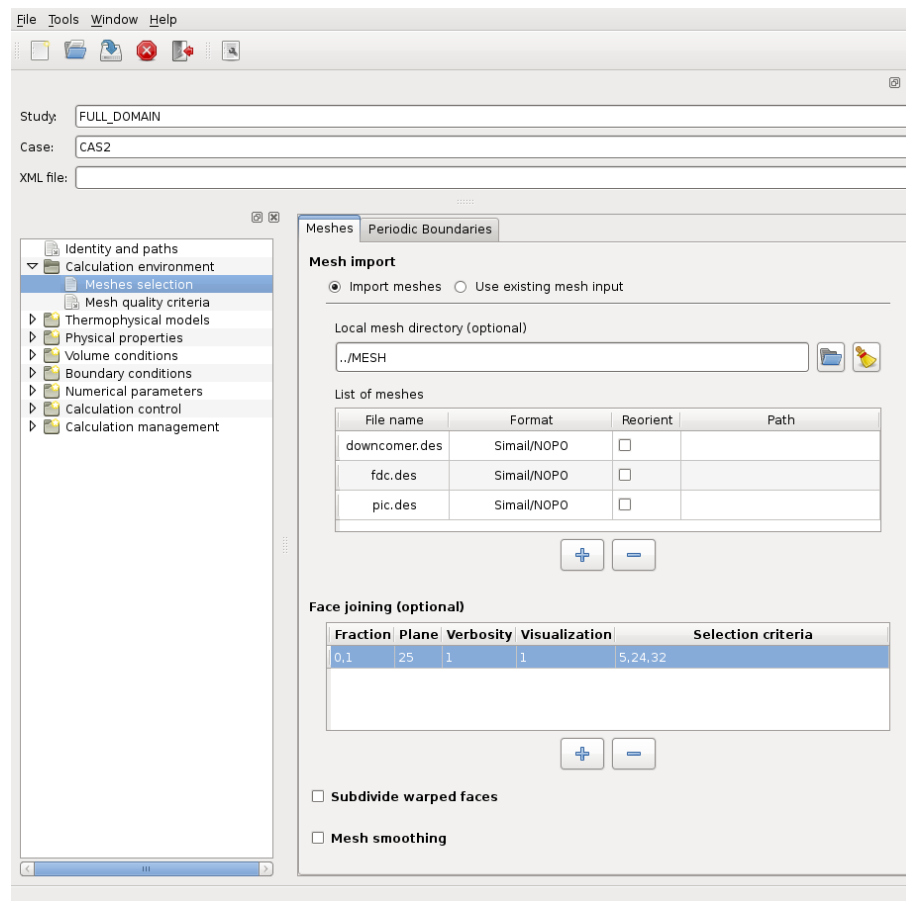 File Tools Window Help
Study: FULL_DOMAIN
Case: CAS2
XML file:
Identity and paths
Calculation environment
Meshes selection
Mesh quality criteria
Thermophysical models
Physical properties
Volume conditions
Boundary conditions
Numerical parameters
Calculation control
Calculation management
Meshes Periodic Boundaries
Mesh import
Import meshes Use existing mesh input
Local mesh directory (optional)
../MESH
List of meshes
File name Format Reorient Path
downcomer.des Simail/NOPO
fdc.des Simail/NOPO
pic.des Simail/NOPO
Face joining (optional)
Fraction Plane Verbosity Visualization Selection criteria
0,1 25 1 1 5,24,32
Subdivide warped faces
Mesh smoothing